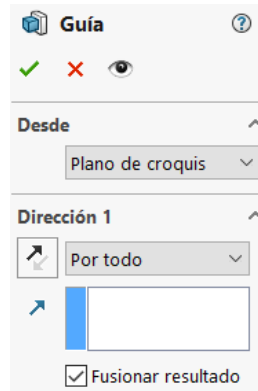 Guía
Desde
Plano de croquis
Dirección 1
Por todo
Fusionar resultado